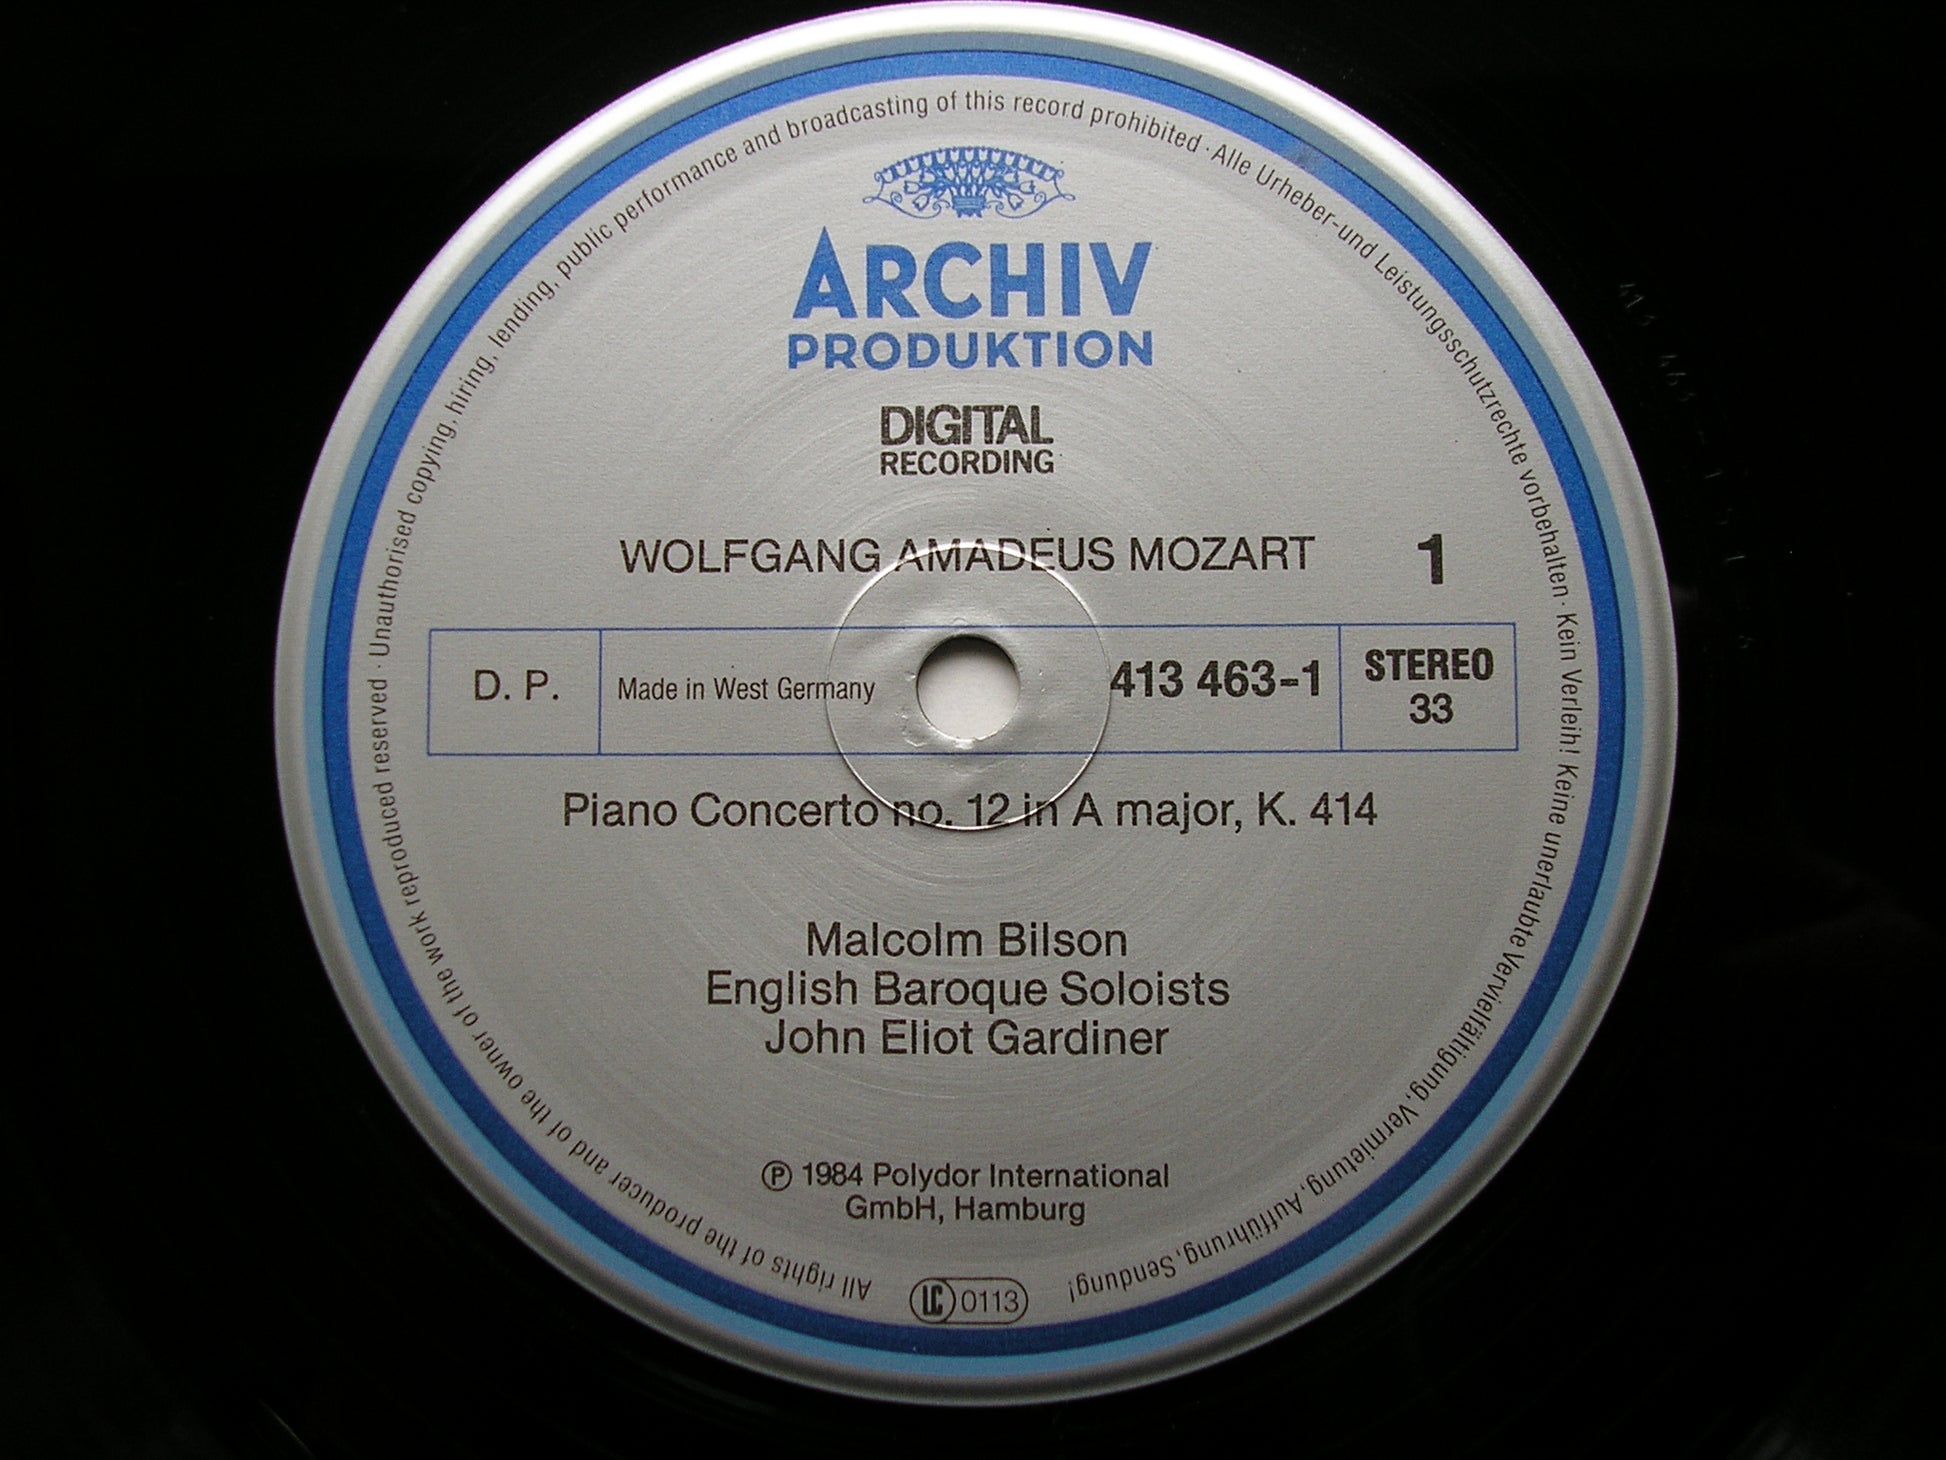 ARCHIV
PRODUKTION
DIGITAL
RECORDING
WOLFGANG AMADEUS MOZART
1
D. P.
Made in West Germany
413 463-1
STEREO
33
Piano Concerto no. 12 in A major, K. 414
Malcolm Bilson
English Baroque Soloists
John Eliot Gardiner
℗ 1984 Polydor International
GmbH, Hamburg
LC 0113
All rights of the producer and of the owner of the work reproduced reserved · Unauthorised copying, hiring, lending, public performance and broadcasting of this record prohibited · Alle Urheber-und Leistungsschutzrechte vorbehalten · Kein Verleih! Keine unerlaubte Vervielfältigung, Vermietung, Aufführung, Sendung!